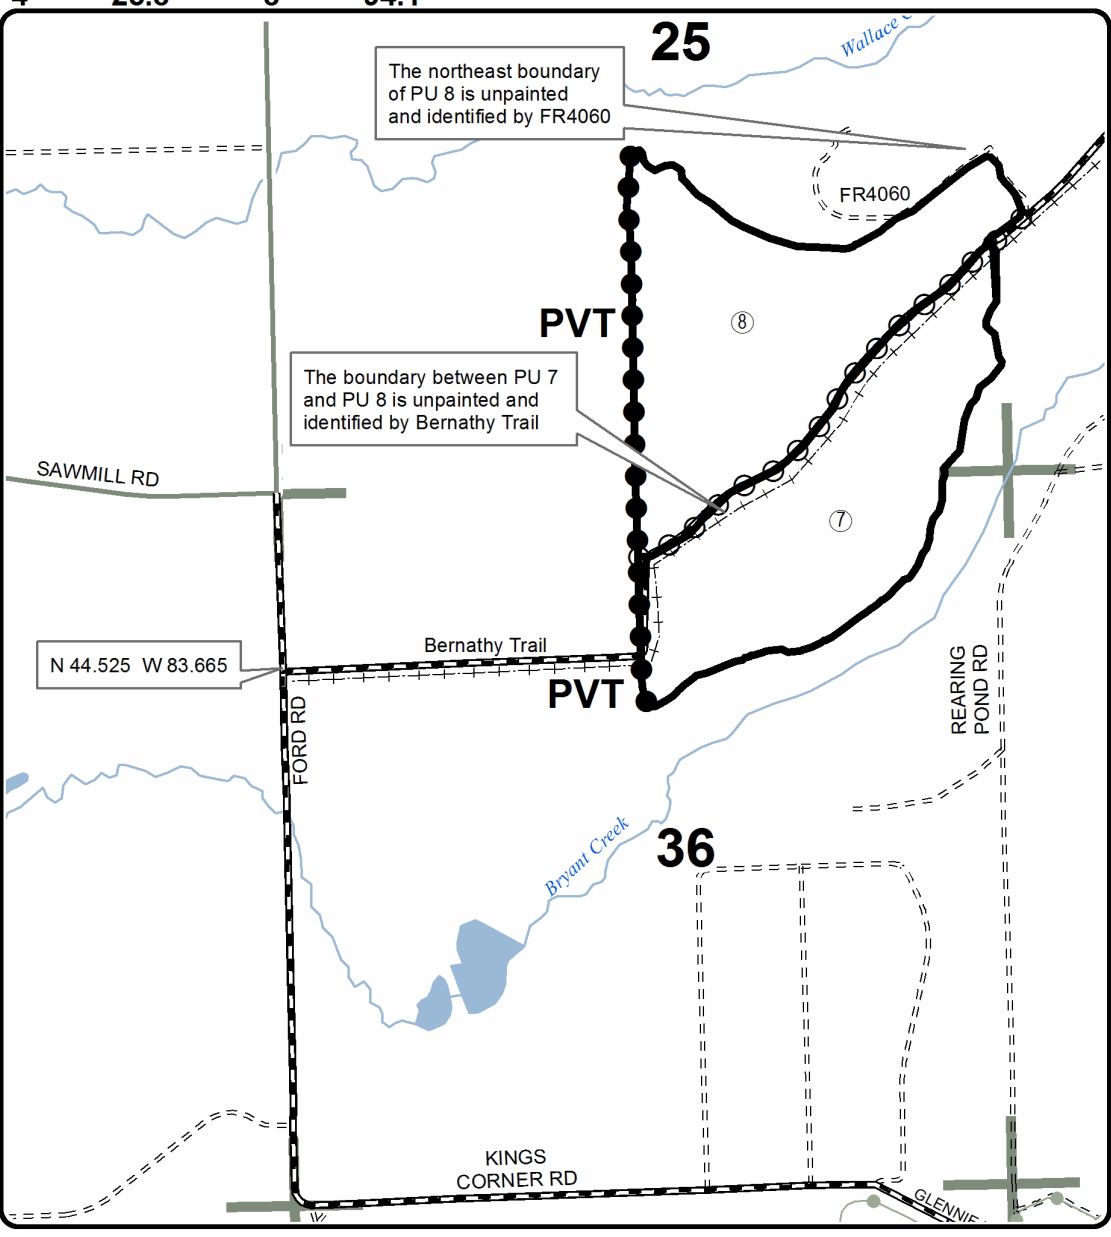 25
Wallace
The northeast boundary
of PU 8 is unpainted
and identified by FR4060
FR4060
PVT
8
The boundary between PU 7
and PU 8 is unpainted and
identified by Bernathy Trail
SAWMILL RD
7
Bernathy Trail
N 44.525 W 83.665
PVT
REARING
POND RD
FORD RD
36
Bryant Creek
KINGS
CORNER RD
GLENNIE